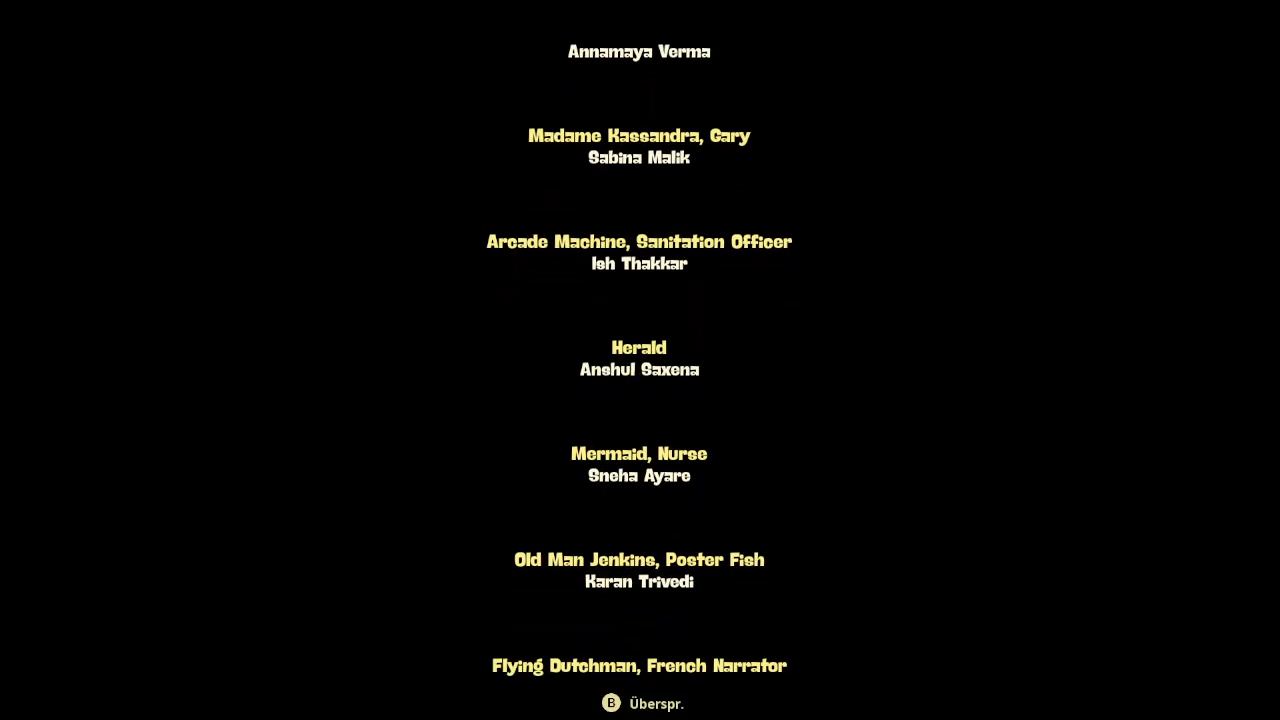 Annamaya Verma
Madame Kassandra, Gary
Sabina Malik
Arcade Machine, Sanitation Officer
Ish Thakkar
Herald
Anshul Saxena
Mermaid, Nurse
Sneha Ayare
Old Man Jenkins, Poster Fish
Karan Trivedi
Flying Dutchman, French Narrator
B Überspr.